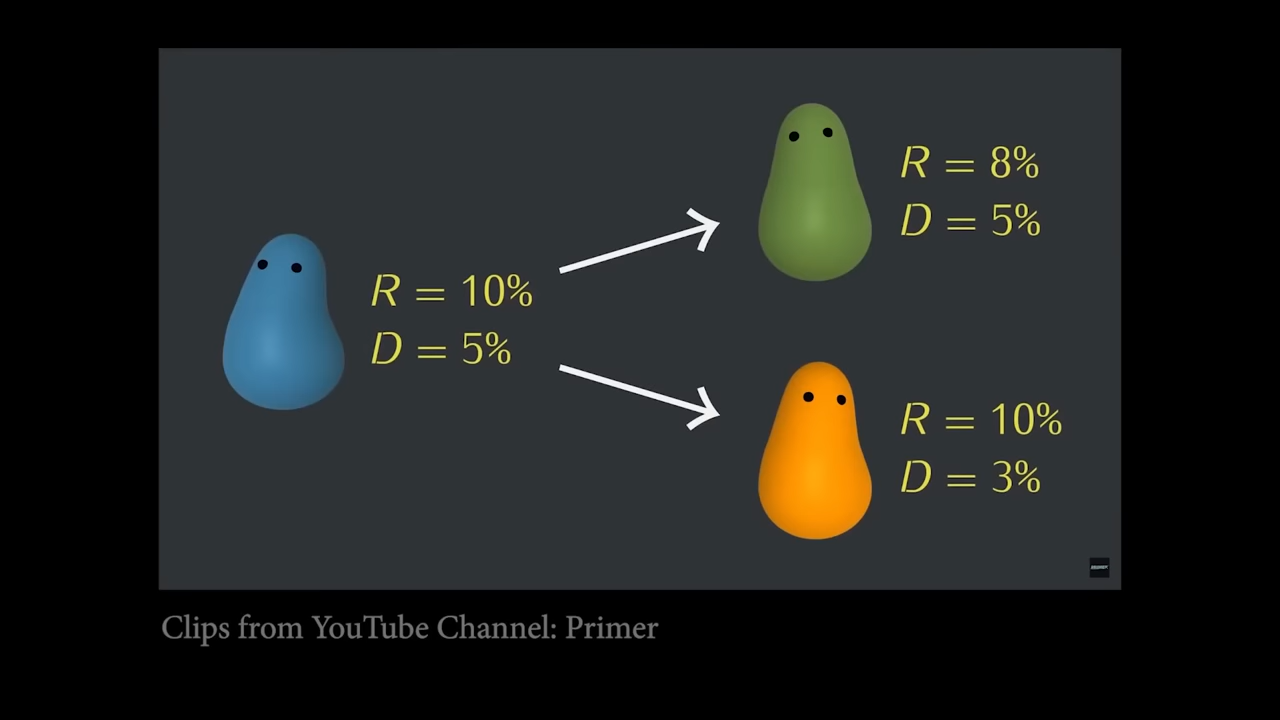 R = 10%
D = 5%
R = 8%
D = 5%
R = 10%
D = 3%
Clips from YouTube Channel: Primer